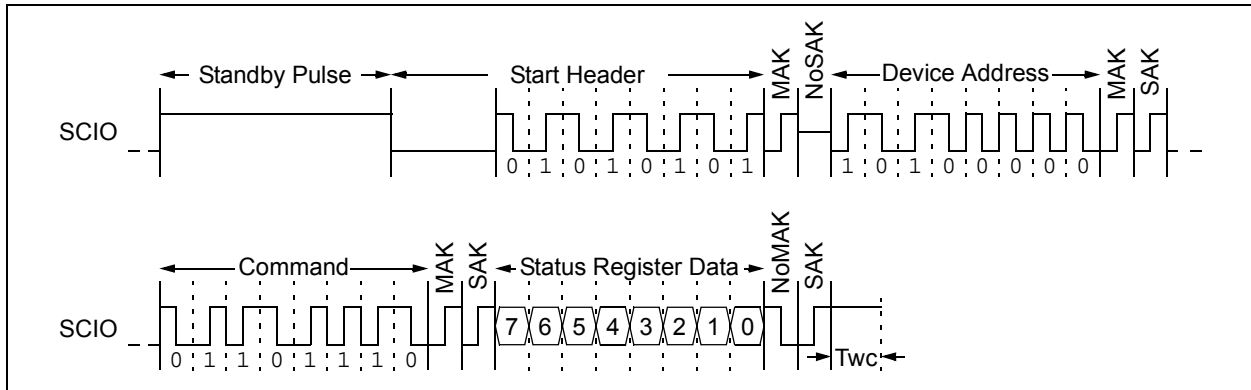 Standby Pulse
Start Header
MAK
NoSAK
Device Address
MAK
SAK
SCIO
0 1 0 1 0 1 0 1
1 0 1 0 0 0 0 0
Command
MAK
SAK
Status Register Data
NoMAK
SAK
SCIO
7 6 5 4 3 2 1 0
Twc
0 1 1 0 1 1 1 0